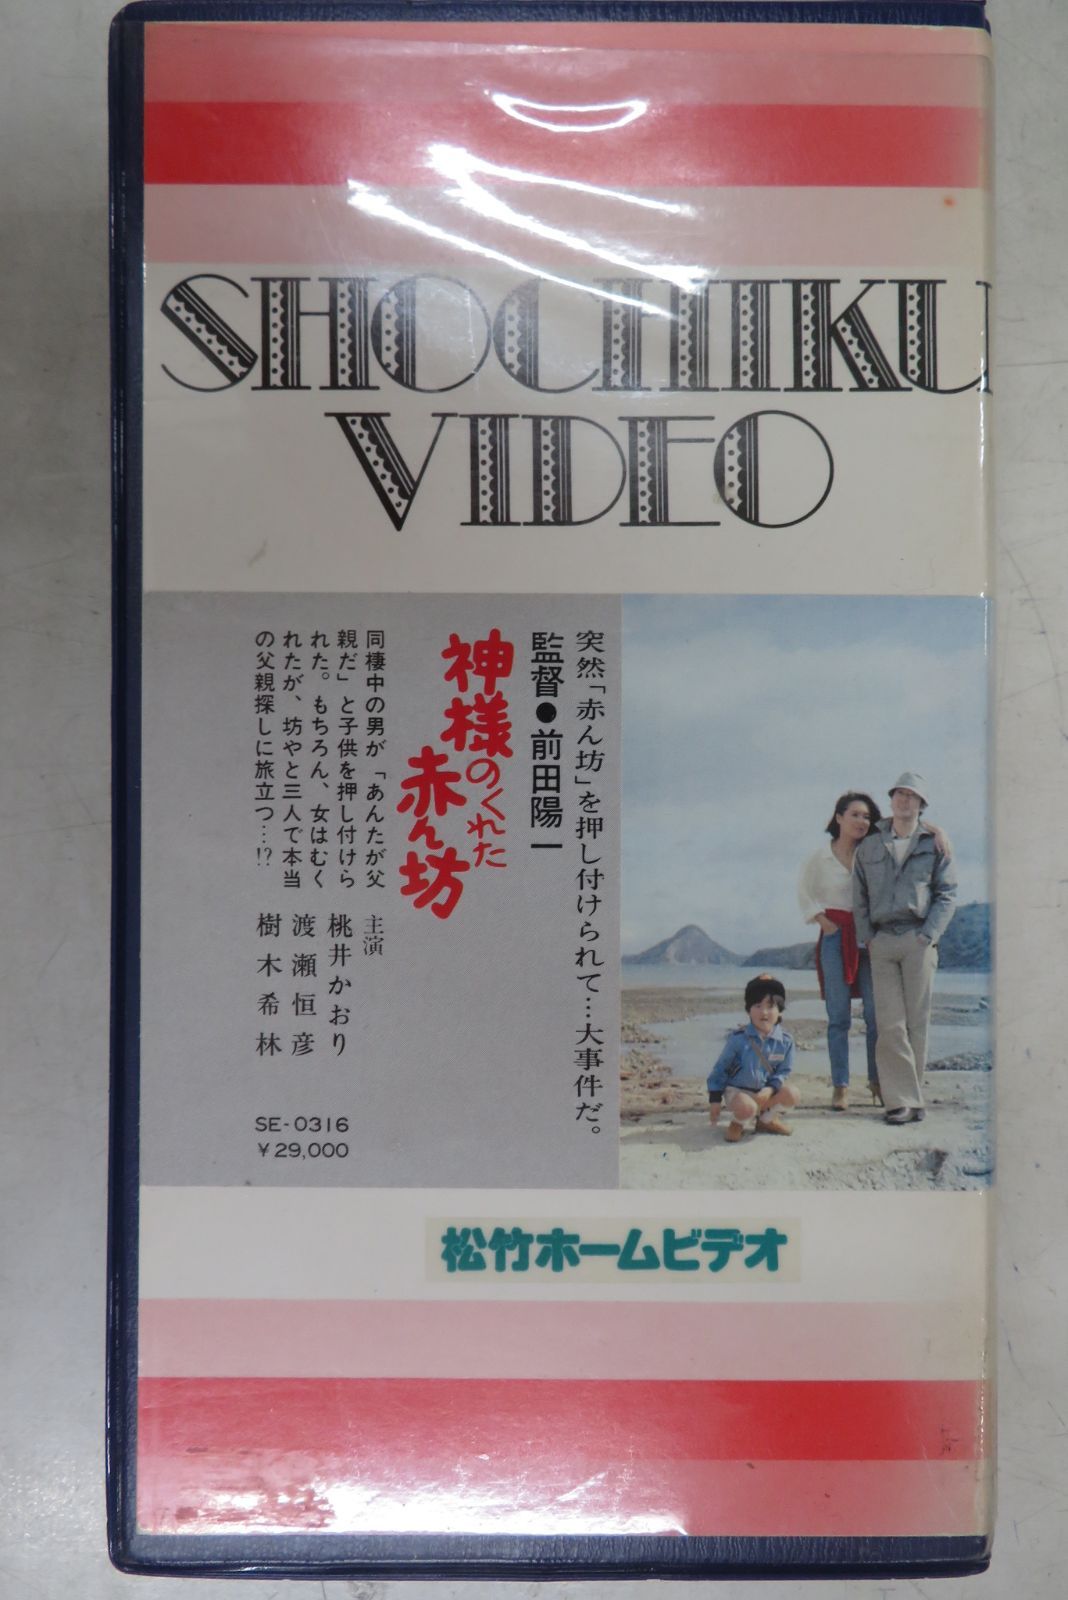 SHOCHIKU
VIDEO
突然「赤ん坊」を押し付けられて…大事件だ。
監督●前田陽一
神様のくれた
赤ん坊
同棲中の男が「あんたが父
親だ」と子供を押し付けら
れた。もちろん、女はむく
れたが、坊やと三人で本当
の父親探しに旅立つ…!?
主演
桃井かおり
渡瀬恒彦
樹木希林
SE-0316
¥29,000
松竹ホームビデオ